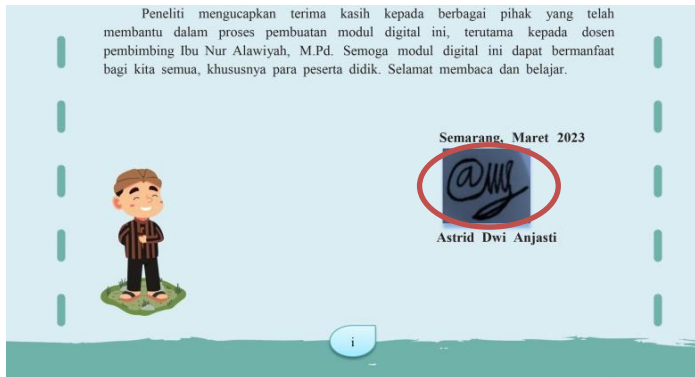 Peneliti mengucapkan terima kasih kepada berbagai pihak yang telah
membantu dalam proses pembuatan modul digital ini, terutama kepada dosen
pembimbing Ibu Nur Alawiyah, M.Pd. Semoga modul digital ini dapat bermanfaat
bagi kita semua, khususnya para peserta didik. Selamat membaca dan belajar.
Semarang, Maret 2023
Astrid Dwi Anjasti
i